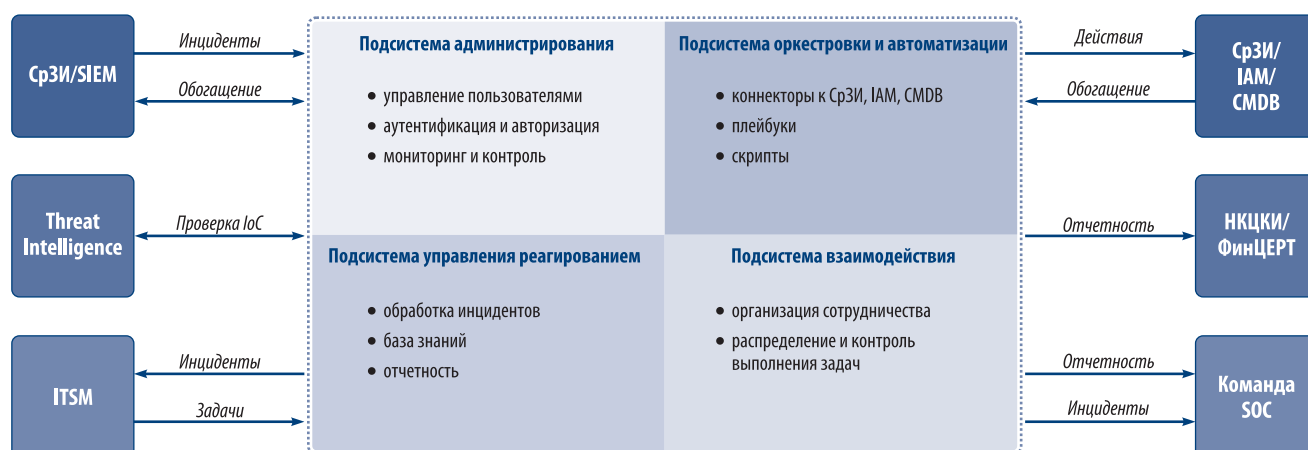 СрЗИ/SIEM
Инциденты
Обогащение
Threat
Intelligence
Проверка IoC
ITSM
Инциденты
Задачи
Подсистема администрирования
• управление пользователями
• аутентификация и авторизация
• мониторинг и контроль
Подсистема оркестровки и автоматизации
• коннекторы к СрЗИ, IAM, CMDB
• плейбуки
• скрипты
Подсистема управления реагированием
• обработка инцидентов
• база знаний
• отчетность
Подсистема взаимодействия
• организация сотрудничества
• распределение и контроль
выполнения задач
Действия
Обогащение
СрЗИ/
IAM/
CMDB
Отчетность
НКЦКИ/
ФинЦЕРТ
Отчетность
Инциденты
Команда
SOC